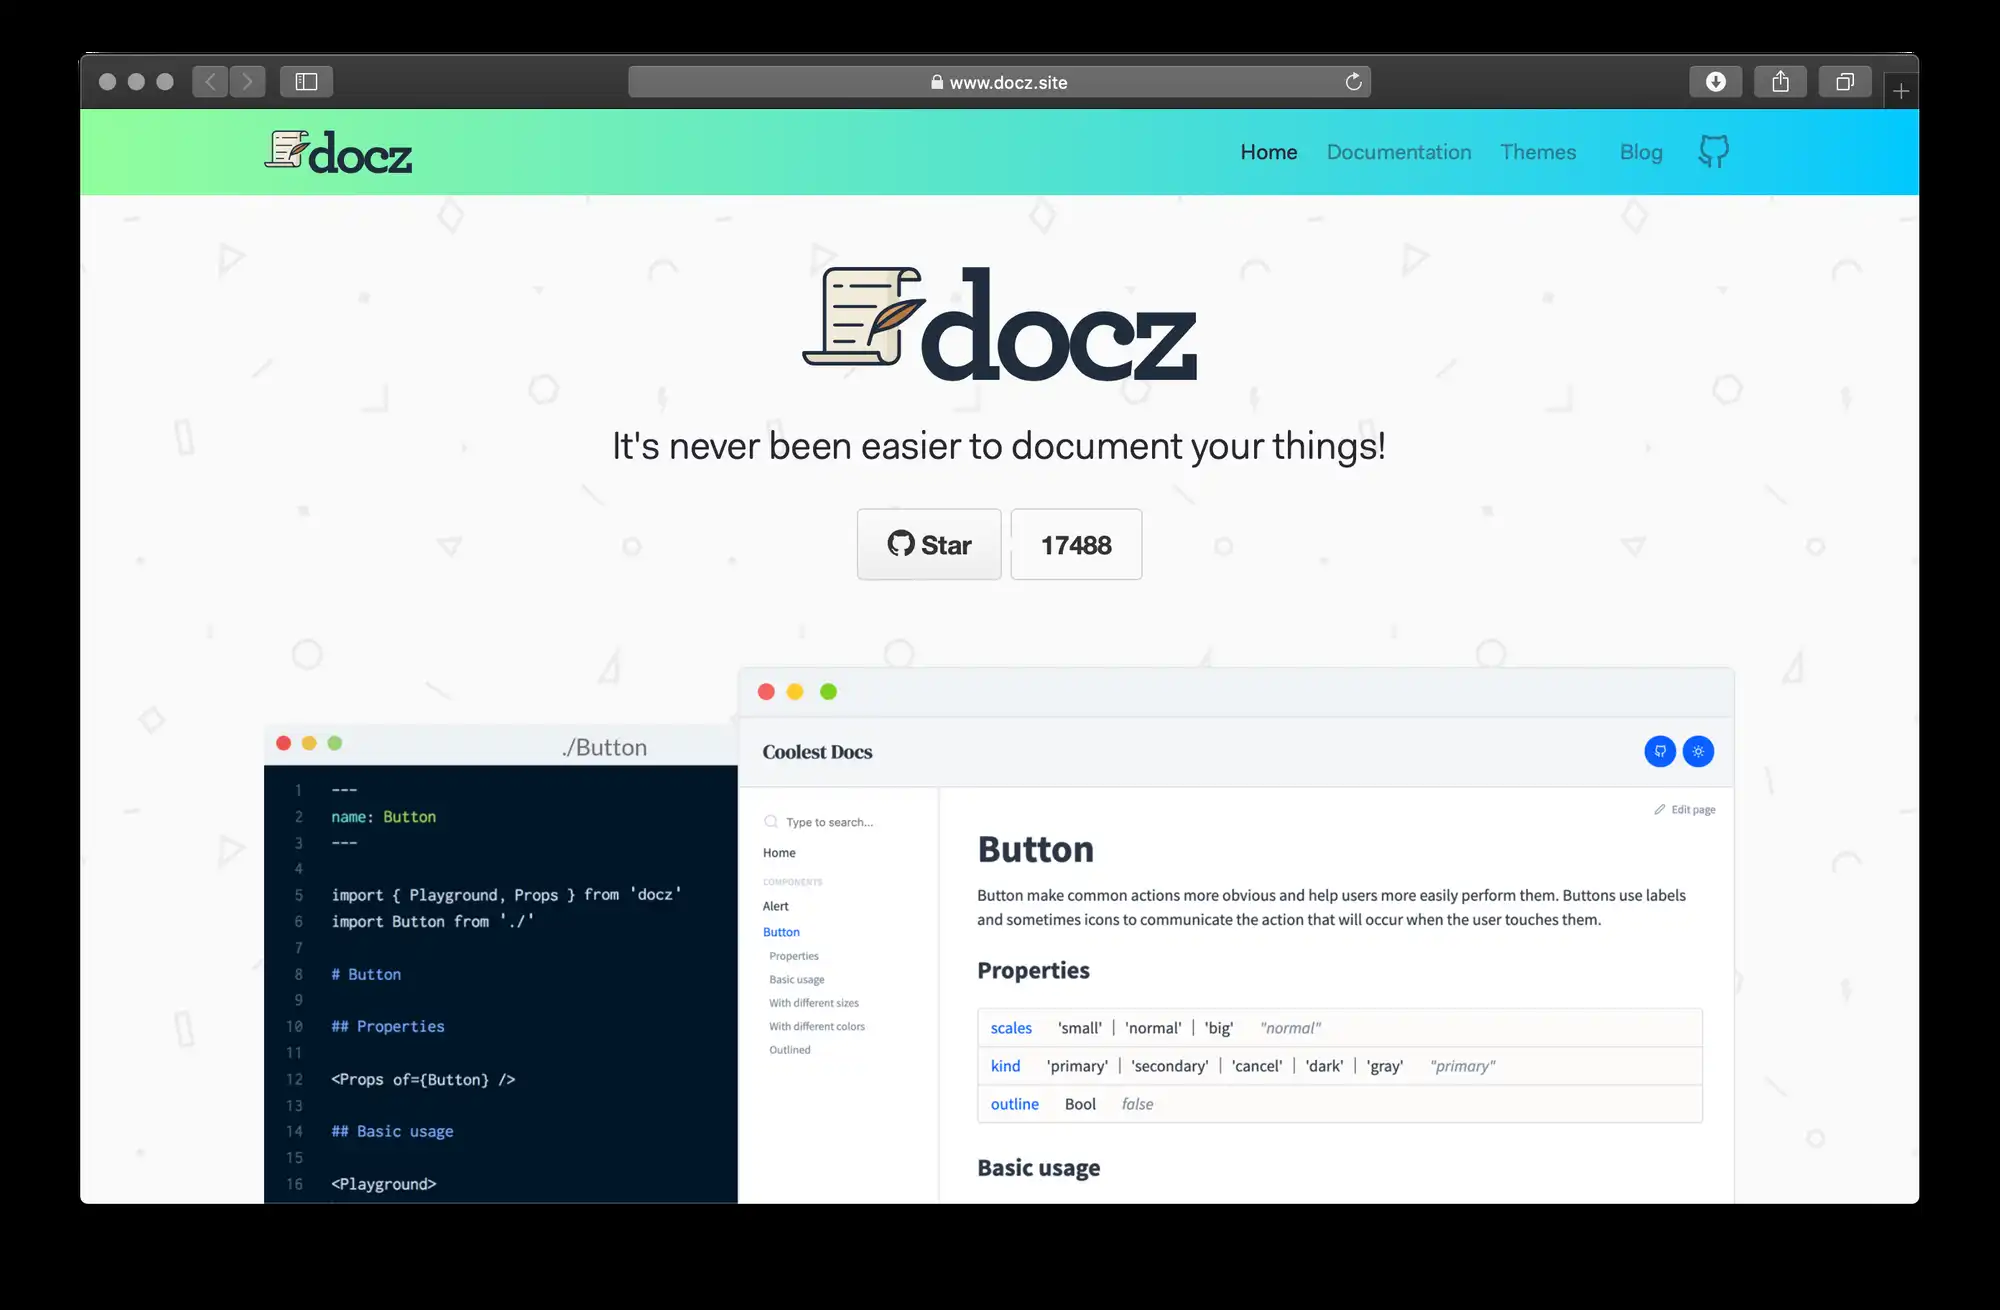 www.docz.site
docz
Home Documentation Themes Blog
docz
It's never been easier to document your things!
Star 17488
./Button
1 ---
2 name: Button
3 ---
4
5 import { Playground, Props } from 'docz'
6 import Button from './'
7
8 # Button
9
10 ## Properties
11
12 <Props of={Button} />
13
14 ## Basic usage
15
16 <Playground>
Coolest Docs
Type to search...
Home
COMPONENTS
Alert
Button
Properties
Basic usage
With different sizes
With different colors
Outlined
Edit page
Button
Button make common actions more obvious and help users more easily perform them. Buttons use labels
and sometimes icons to communicate the action that will occur when the user touches them.
Properties
scales 'small' | 'normal' | 'big' "normal"
kind 'primary' | 'secondary' | 'cancel' | 'dark' | 'gray' "primary"
outline Bool false
Basic usage